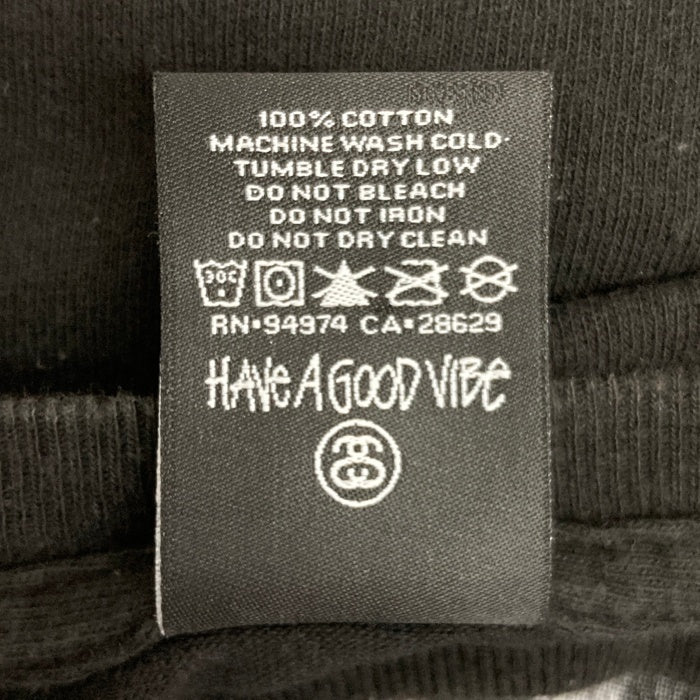 100% COTTON
MACHINE WASH COLD·
TUMBLE DRY LOW
DO NOT BLEACH
DO NOT IRON
DO NOT DRY CLEAN
30C
RN·94974 CA·28629
HAVE A GOOD VIBE